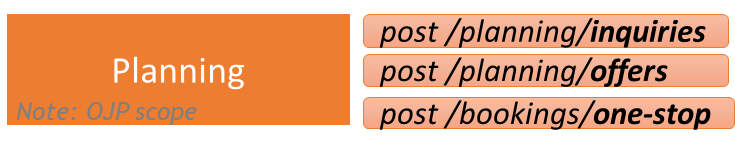 Planning
Note: OJP scope
post /planning/inquiries
post /planning/offers
post /bookings/one-stop